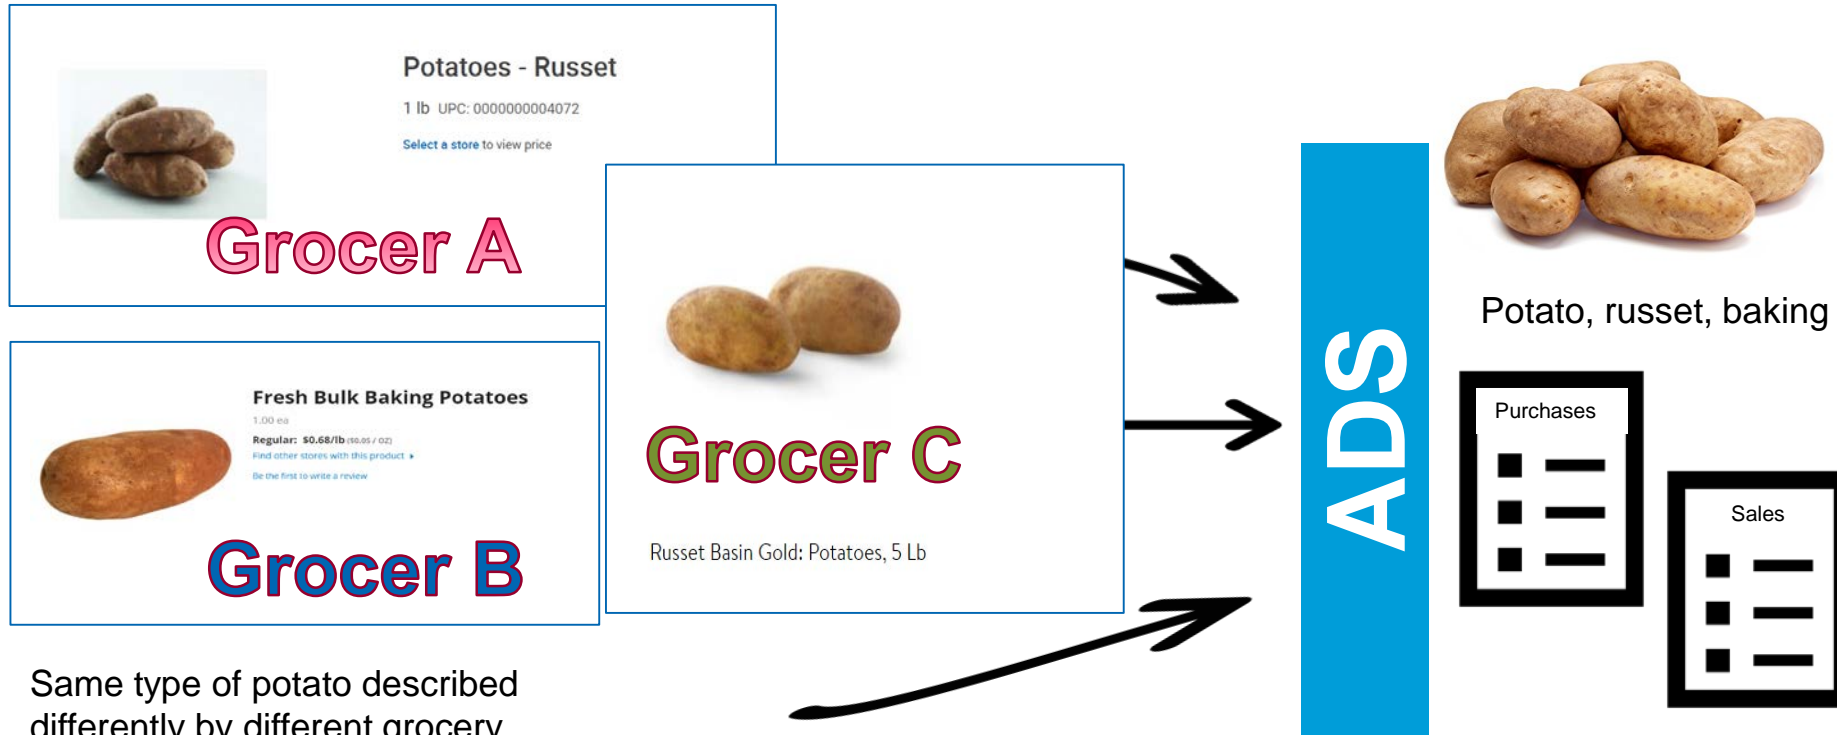 Potatoes - Russet
1 lb UPC: 0000000004072
Select a store to view price
Grocer A
Fresh Bulk Baking Potatoes
1.00 ea
Regular: $0.68/lb ($0.05 / OZ)
Find other stores with this product
Be the first to write a review
Grocer B
Grocer C
Russet Basin Gold: Potatoes, 5 Lb
Same type of potato described
differently by different grocery
ADS
Potato, russet, baking
Purchases
Sales